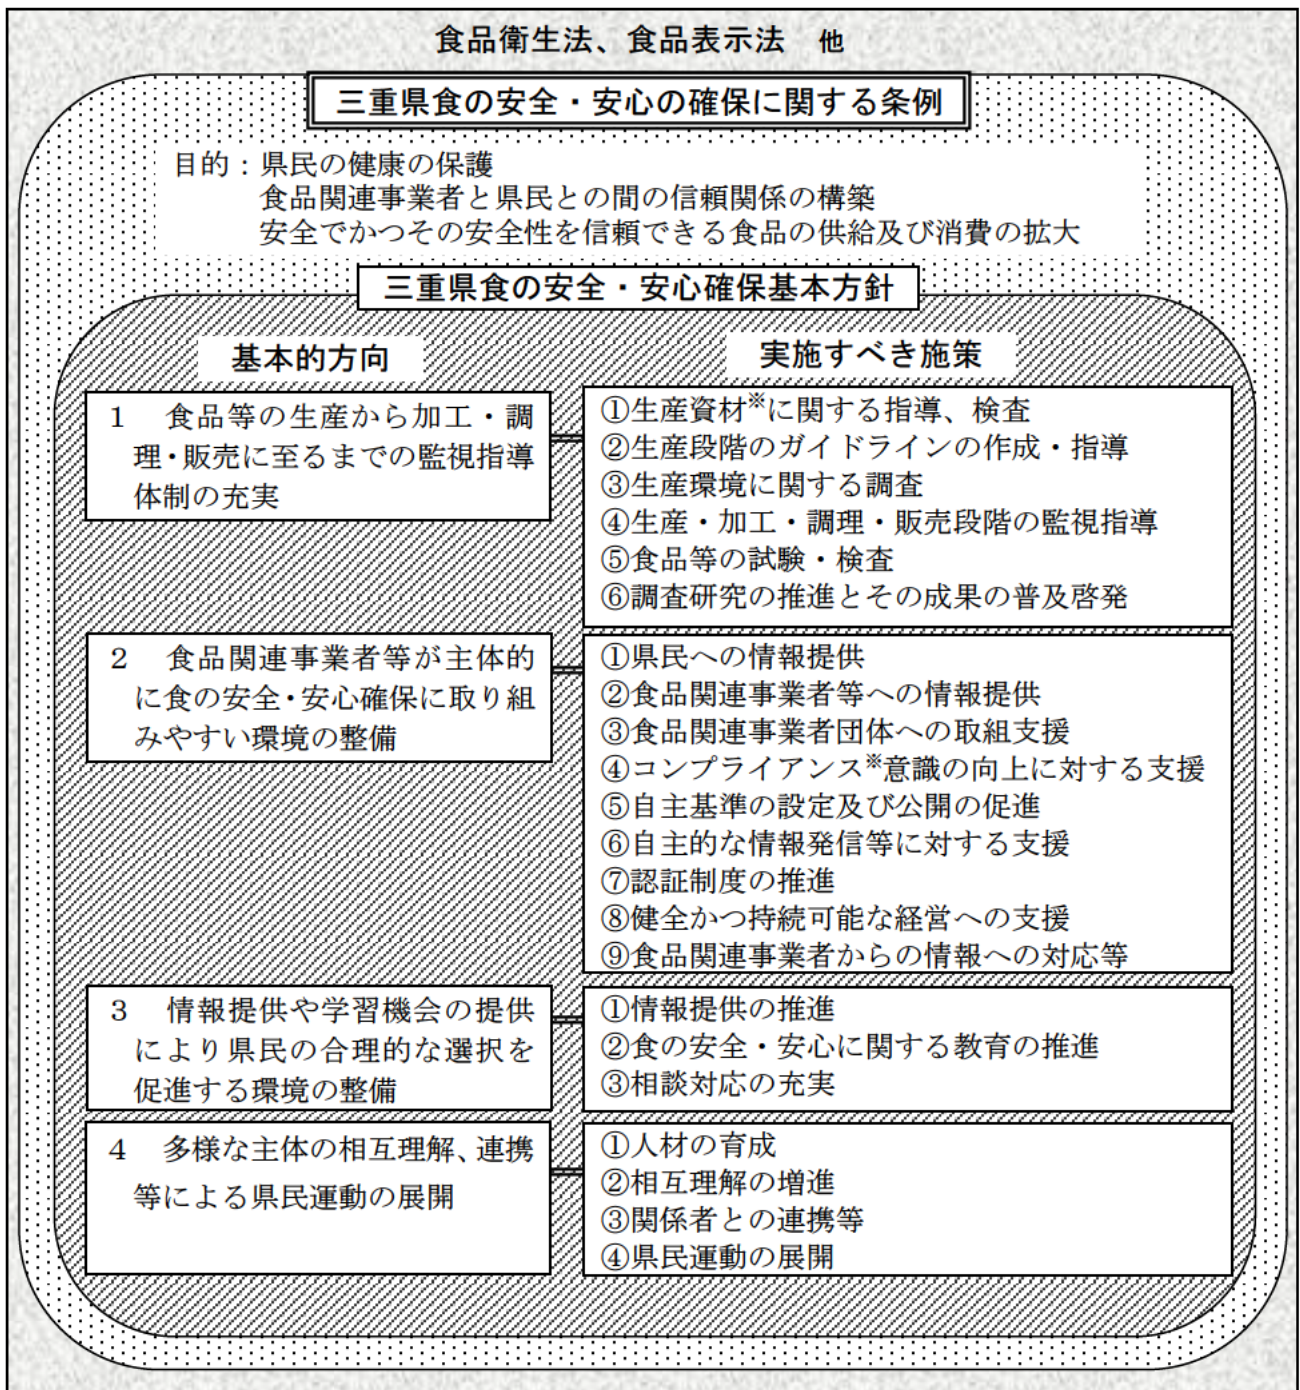 食品衛生法、食品表示法　他
三重県食の安全・安心の確保に関する条例
目的：県民の健康の保護
食品関連事業者と県民との間の信頼関係の構築
安全でかつその安全性を信頼できる食品の供給及び消費の拡大
三重県食の安全・安心確保基本方針
基本的方向
実施すべき施策
１　食品等の生産から加工・調
理・販売に至るまでの監視指導
体制の充実
①生産資材※に関する指導、検査
②生産段階のガイドラインの作成・指導
③生産環境に関する調査
④生産・加工・調理・販売段階の監視指導
⑤食品等の試験・検査
⑥調査研究の推進とその成果の普及啓発
２　食品関連事業者等が主体的
に食の安全・安心確保に取り組
みやすい環境の整備
①県民への情報提供
②食品関連事業者等への情報提供
③食品関連事業者団体への取組支援
④コンプライアンス※意識の向上に対する支援
⑤自主基準の設定及び公開の促進
⑥自主的な情報発信等に対する支援
⑦認証制度の推進
⑧健全かつ持続可能な経営への支援
⑨食品関連事業者からの情報への対応等
３　情報提供や学習機会の提供
により県民の合理的な選択を
促進する環境の整備
①情報提供の推進
②食の安全・安心に関する教育の推進
③相談対応の充実
４　多様な主体の相互理解、連携
等による県民運動の展開
①人材の育成
②相互理解の増進
③関係者との連携等
④県民運動の展開